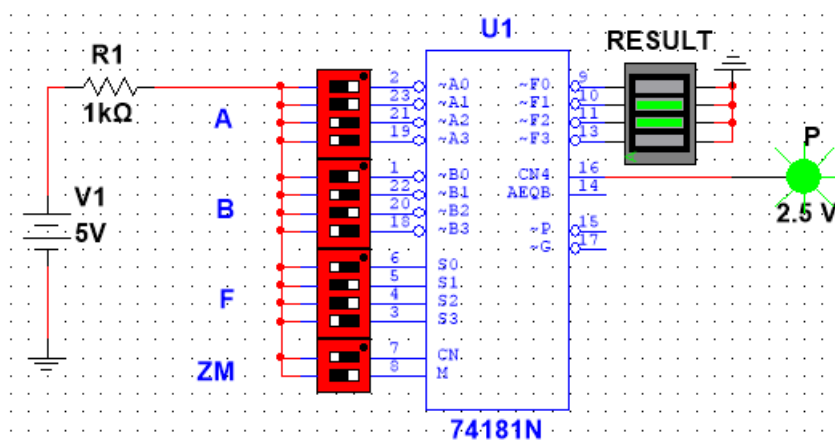 U1
R1
1kΩ
A
B
F
ZM
V1
5V
2
23
21
19
1
22
20
18
6
5
4
3
7
8
~A0
~A1
~A2
~A3
~B0
~B1
~B2
~B3
S0
S1
S2
S3
CN
M
~F0
~F1
~F2
~F3
CN4
AEQB
~P
~G
9
10
11
13
16
14
15
17
RESULT
P
2.5 V
74181N